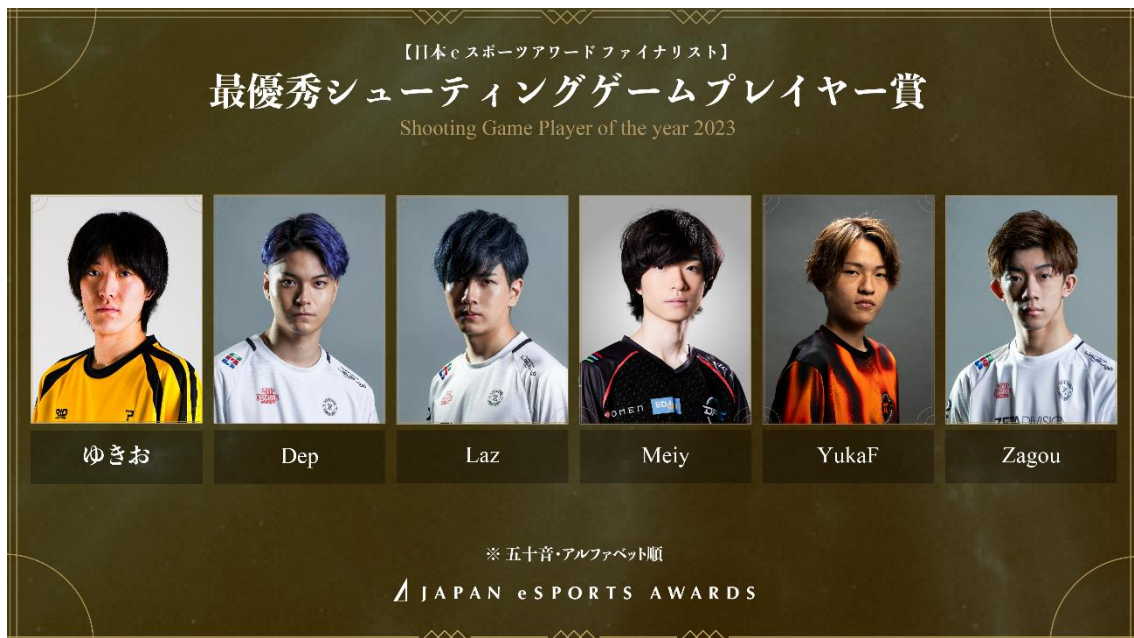 【日本eスポーツアワード ファイナリスト】
最優秀シューティングゲームプレイヤー賞
Shooting Game Player of the year 2023
OMEN
ZETA DIVISION
ゆきお
Dep
Laz
Meiy
YukaF
Zagou
※ 五十音・アルファベット順
JAPAN eSPORTS AWARDS